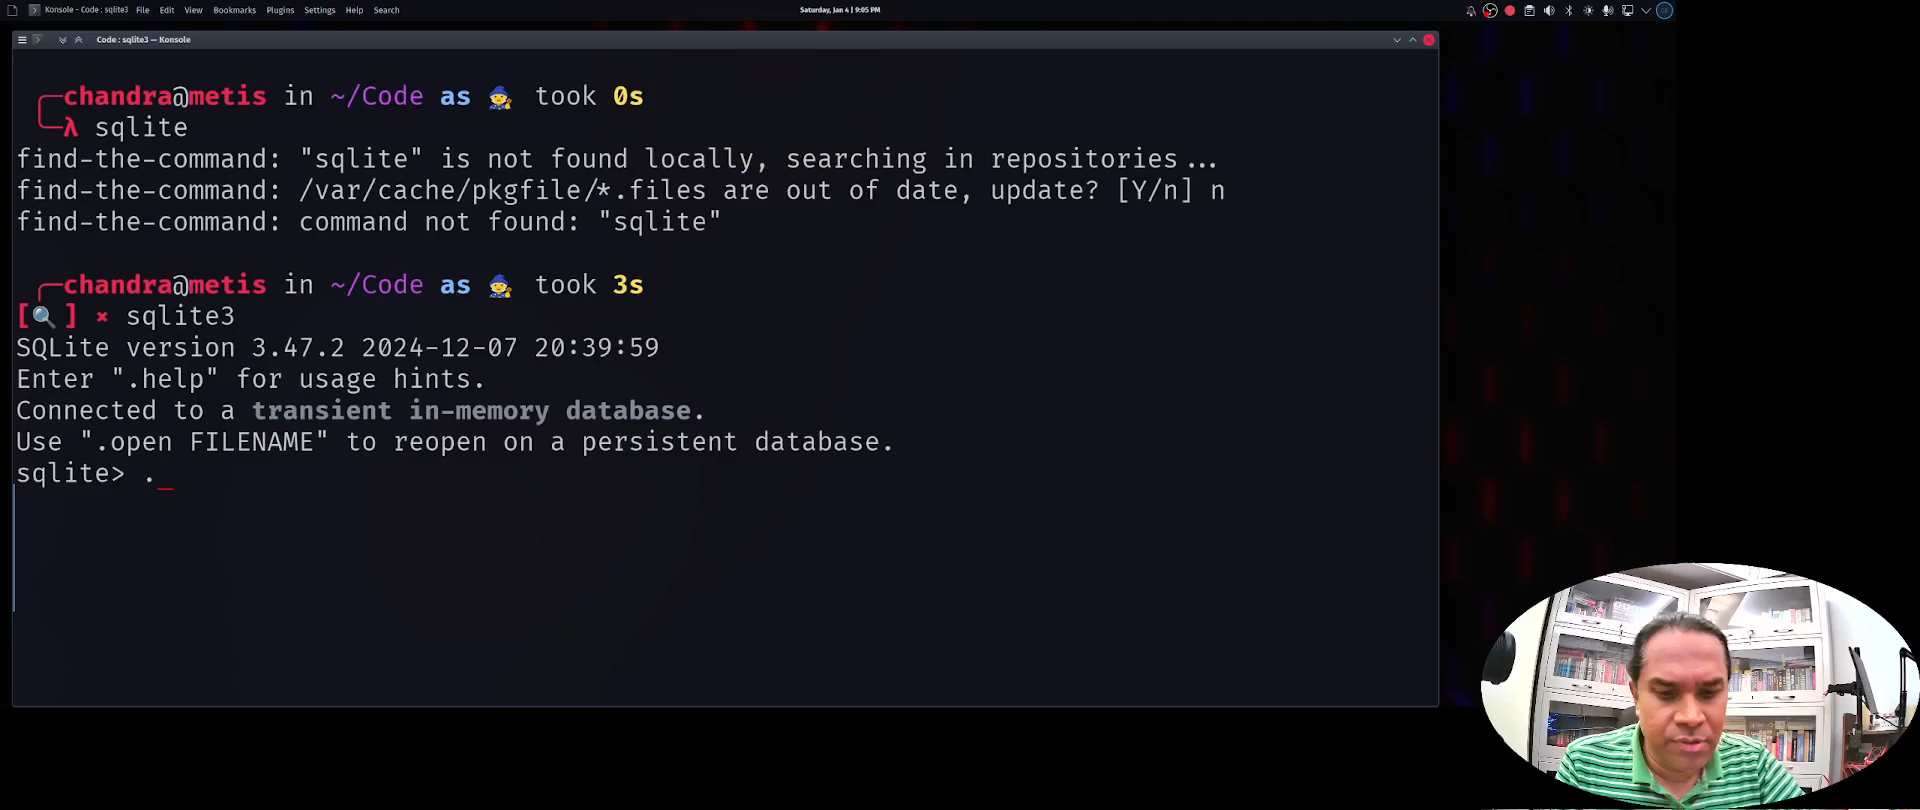 Konsole - Code : sqlite3 File Edit View Bookmarks Plugins Settings Help Search
Saturday, Jan 4 | 9:05 PM
Code : sqlite3 — Konsole
chandra@metis in ~/Code as took 0s
λ sqlite
find-the-command: "sqlite" is not found locally, searching in repositories...
find-the-command: /var/cache/pkgfile/*.files are out of date, update? [Y/n] n
find-the-command: command not found: "sqlite"
chandra@metis in ~/Code as took 3s
[🔍] × sqlite3
SQLite version 3.47.2 2024-12-07 20:39:59
Enter ".help" for usage hints.
Connected to a transient in-memory database.
Use ".open FILENAME" to reopen on a persistent database.
sqlite> ._